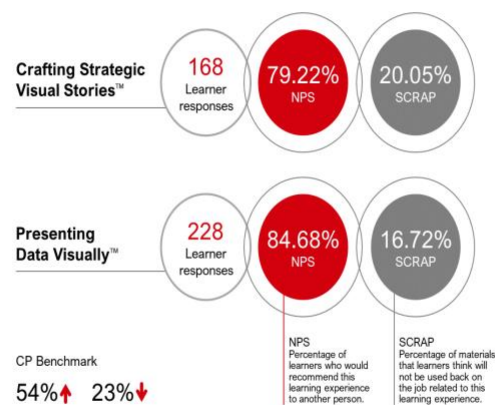 Crafting Strategic
Visual Stories™
168
Learner
responses
79.22%
NPS
20.05%
SCRAP
Presenting
Data Visually™
228
Learner
responses
84.68%
NPS
16.72%
SCRAP
NPS
Percentage of
learners who would
recommend this
learning experience
to another person.
SCRAP
Percentage of materials
that learners think will
not be used back on
the job related to this
learning experience.
CP Benchmark
54% 23%